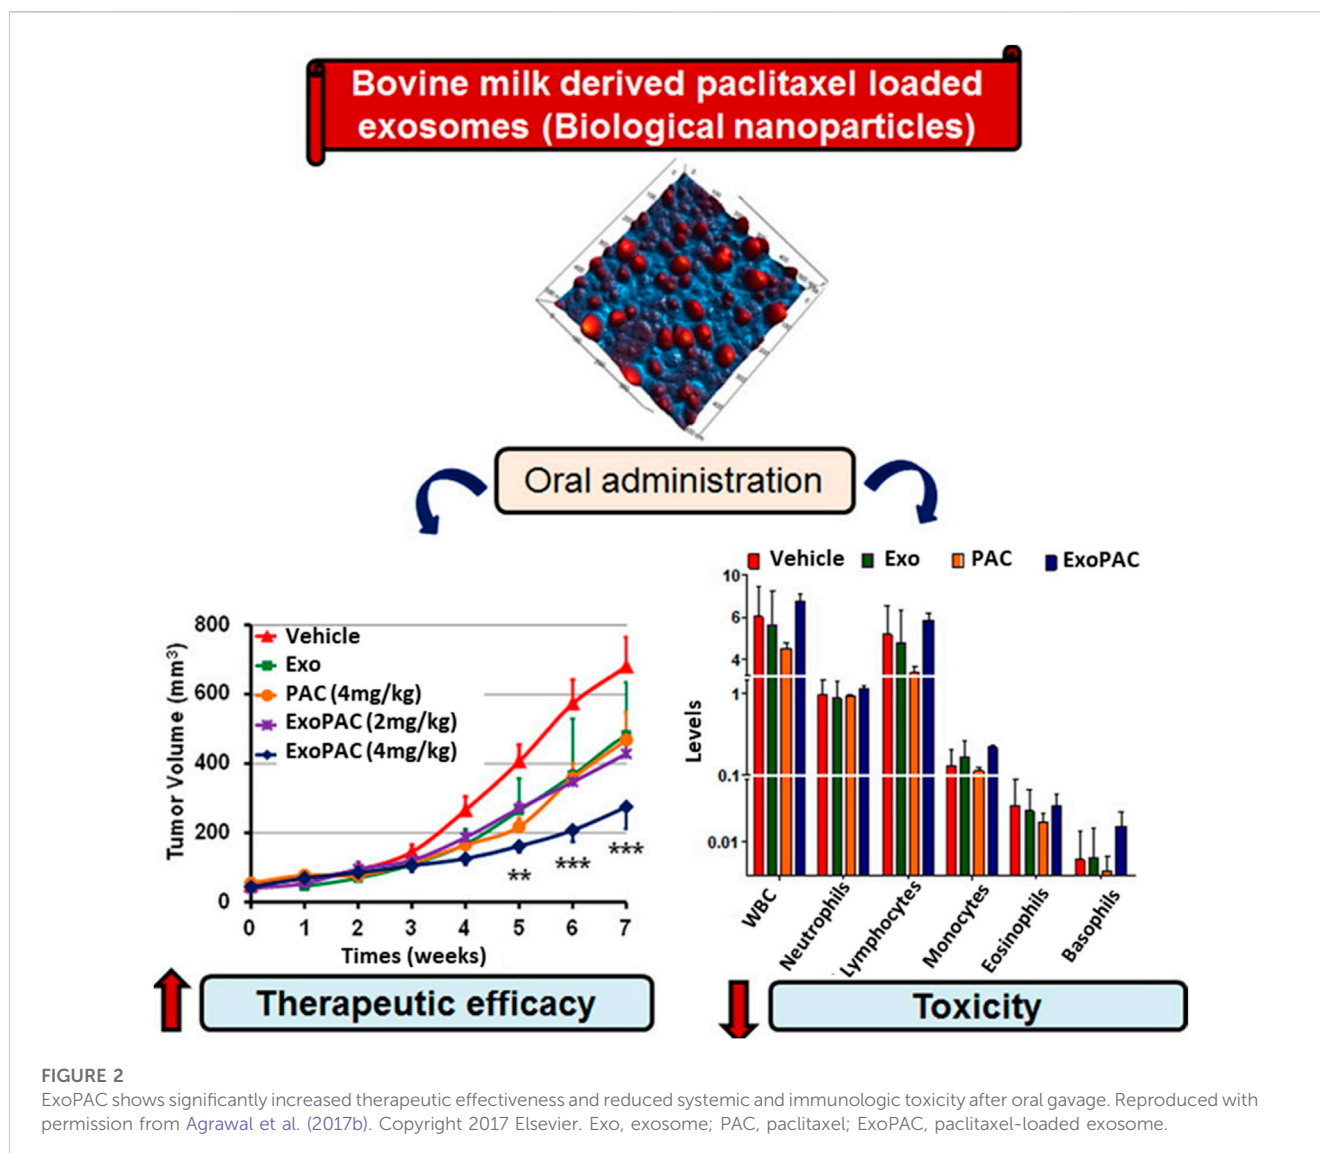 Bovine milk derived paclitaxel loaded
exosomes (Biological nanoparticles)
Oral administration
Tumor Volume (mm³)
800
600
400
200
0
Vehicle
Exo
PAC (4mg/kg)
ExoPAC (2mg/kg)
ExoPAC (4mg/kg)
** *** ***
0 1 2 3 4 5 6 7
Times (weeks)
Therapeutic efficacy
Vehicle Exo PAC ExoPAC
Levels
10
6
4
1
0.1
0.01
WBC
Neutrophils
Lymphocytes
Monocytes
Eosinophils
Basophils
Toxicity
FIGURE 2
ExoPAC shows significantly increased therapeutic effectiveness and reduced systemic and immunologic toxicity after oral gavage. Reproduced with
permission from Agrawal et al. (2017b). Copyright 2017 Elsevier. Exo, exosome; PAC, paclitaxel; ExoPAC, paclitaxel-loaded exosome.